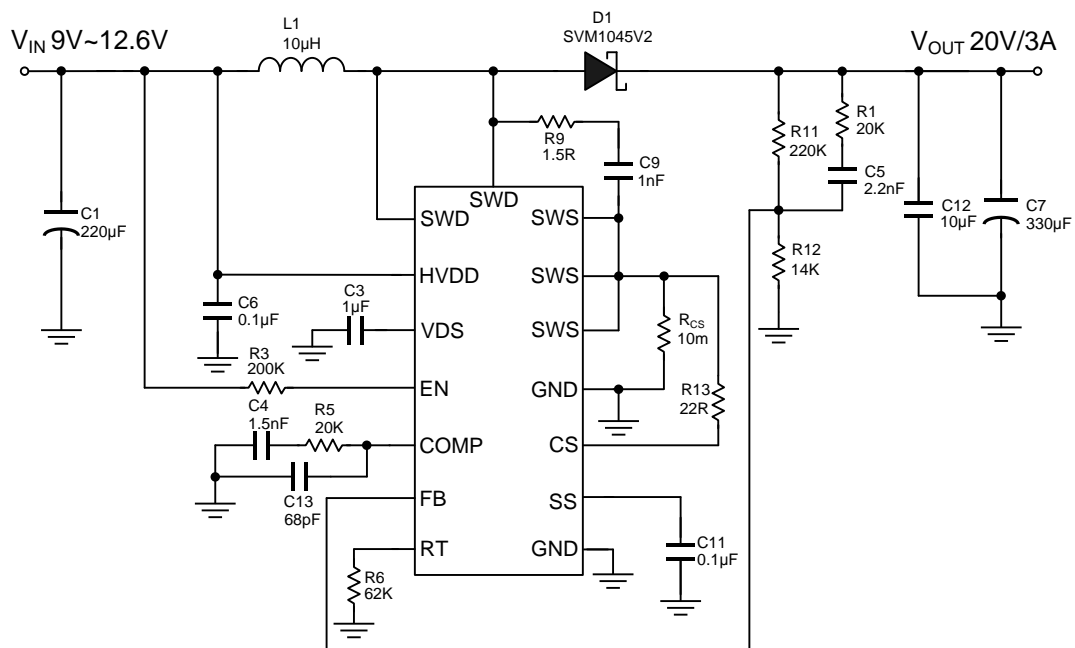 L1
10μH
D1
SVM1045V2
VIN 9V~12.6V
VOUT 20V/3A
R9
1.5R
C9
1nF
R11
220K
R1
20K
C5
2.2nF
C1
220μF
SWD
SWD
SWS
C12
10μF
C7
330μF
R12
14K
HVDD
SWS
C6
0.1μF
C3
1μF
VDS
SWS
RCS
10m
R3
200K
EN
GND
R13
22R
C4
1.5nF
R5
20K
COMP
CS
C13
68pF
FB
SS
RT
GND
C11
0.1μF
R6
62K